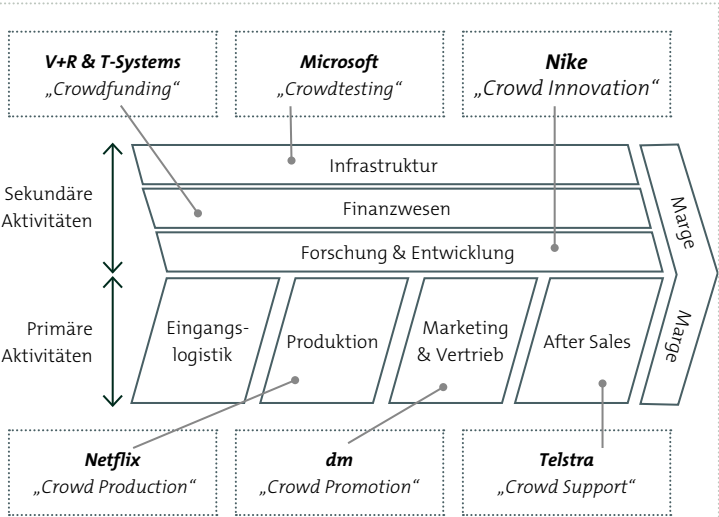 V+R & T-Systems
„Crowdfunding“
Microsoft
„Crowdtesting“
Nike
„Crowd Innovation“
Sekundäre
Aktivitäten
Infrastruktur
Finanzwesen
Forschung & Entwicklung
Marge
Primäre
Aktivitäten
Eingangs-
logistik
Produktion
Marketing
& Vertrieb
After Sales
Marge
Netflix
„Crowd Production“
dm
„Crowd Promotion“
Telstra
„Crowd Support“